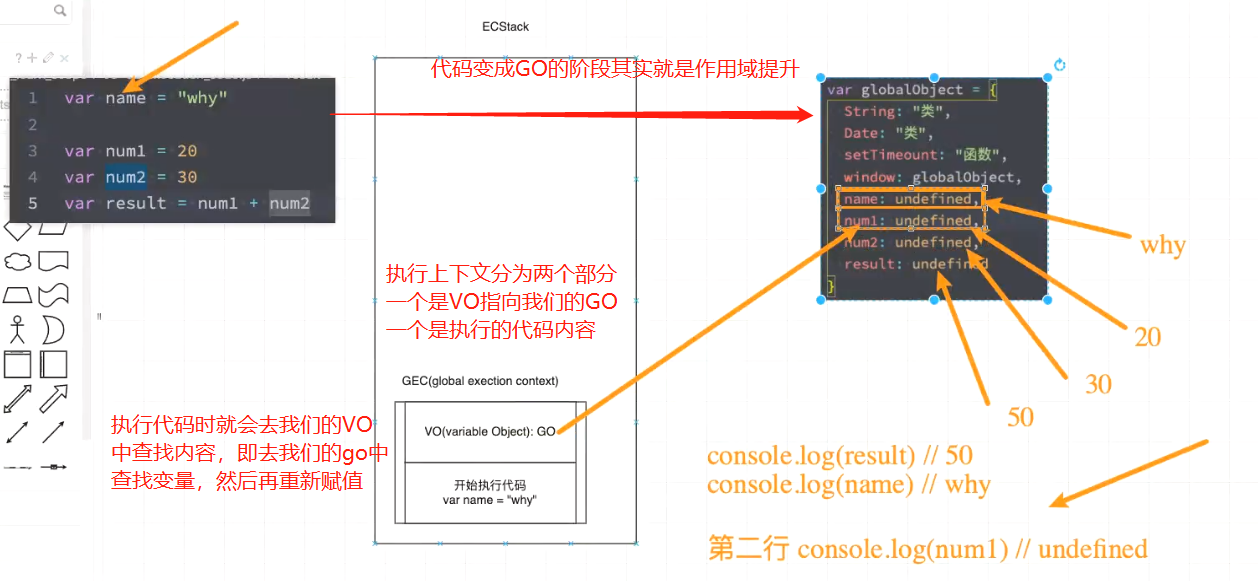 ECStack
代码变成GO的阶段其实就是作用域提升
1 var name = "why"
2
3 var num1 = 20
4 var num2 = 30
5 var result = num1 + num2
var globalObject = {
String: "类",
Date: "类",
setTimeout: "函数",
window: globalObject,
name: undefined,
num1: undefined,
num2: undefined,
result: undefined
}
why
20
30
50
执行上下文分为两个部分
一个是VO指向我们的GO
一个是执行的代码内容
GEC(global exection context)
VO(variable Object): GO
开始执行代码
var name = "why"
执行代码时就会去我们的VO
中查找内容，即去我们的go中
查找变量，然后再重新赋值
console.log(result) // 50
console.log(name) // why
第二行 console.log(num1) // undefined